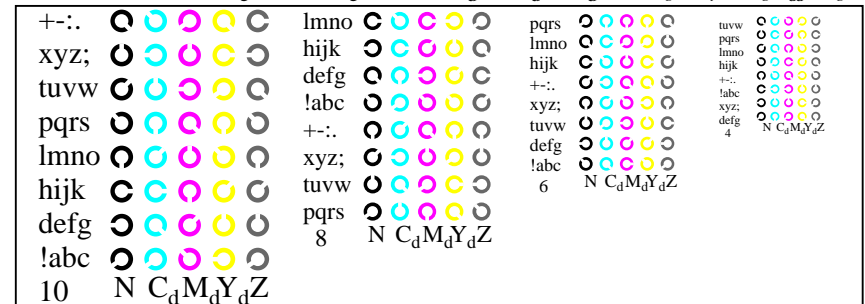 +-:.
xyz;
tuvw
pqrs
lmno
hijk
defg
!abc
10 N CdMdYdZ
lmno
hijk
defg
!abc
+-:.
xyz;
tuvw
pqrs
8 N CdMdYdZ
pqrs
lmno
hijk
+-:.
xyz;
tuvw
defg
!abc
6 N CdMdYdZ
tuvw
pqrs
lmno
hijk
+-:.
!abc
xyz;
defg
4 N CdMdYdZ